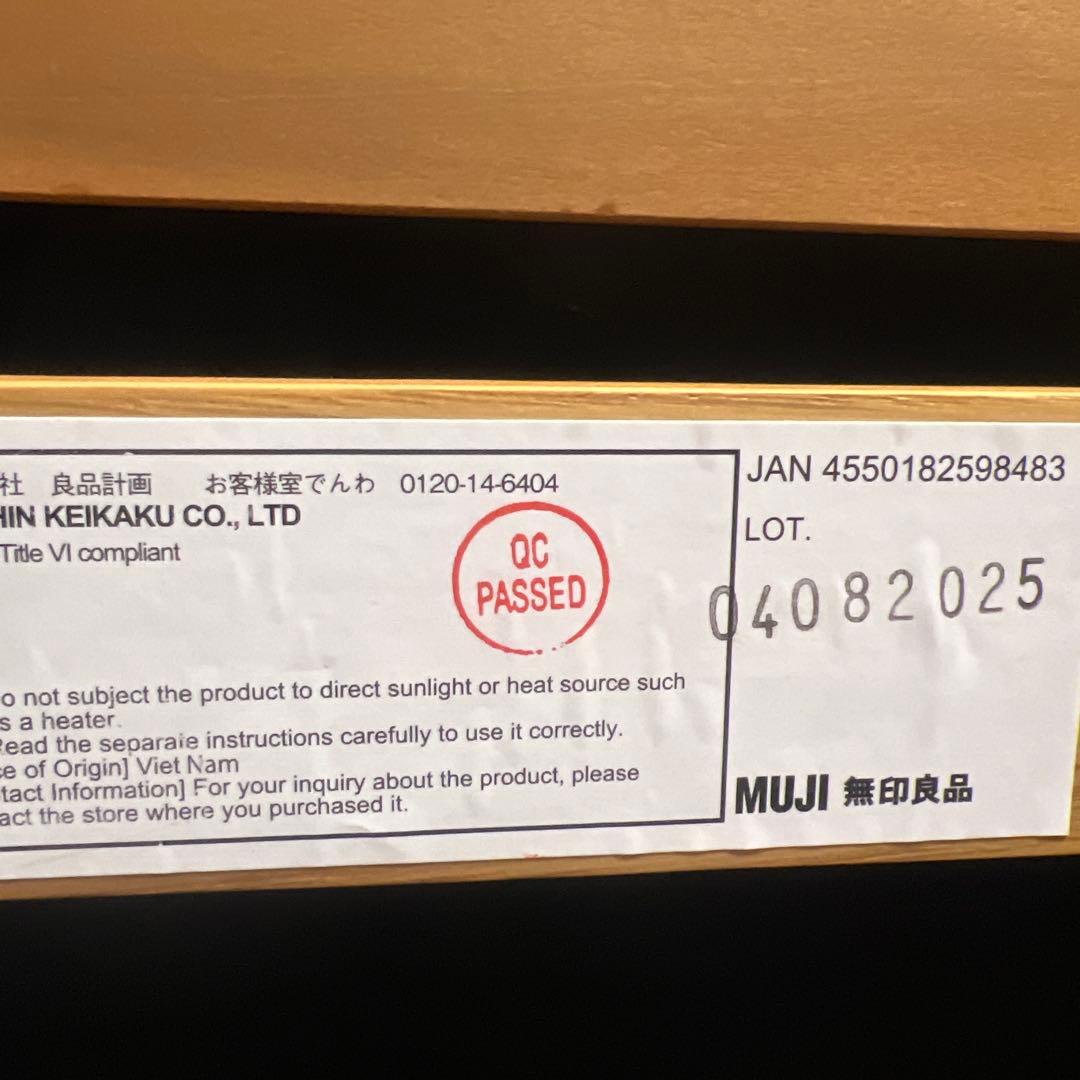 社 良品計画 お客様室でんわ 0120-14-6404
HIN KEIKAKU CO., LTD
Title VI compliant
QC
PASSED
o not subject the product to direct sunlight or heat source such
s a heater.
Read the separate instructions carefully to use it correctly.
ce of Origin] Viet Nam
tact Information] For your inquiry about the product, please
act the store where you purchased it.
JAN 4550182598483
LOT.
04082025
MUJI 無印良品